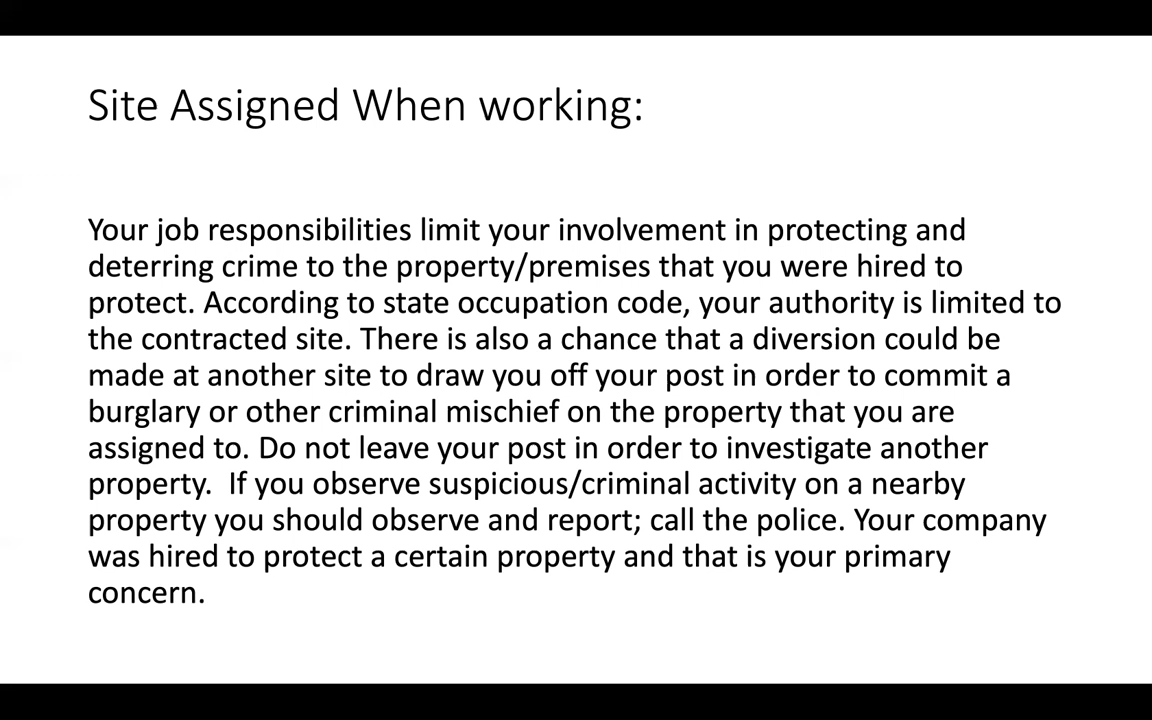 Site Assigned When working:
Your job responsibilities limit your involvement in protecting and
deterring crime to the property/premises that you were hired to
protect. According to state occupation code, your authority is limited to
the contracted site. There is also a chance that a diversion could be
made at another site to draw you off your post in order to commit a
burglary or other criminal mischief on the property that you are
assigned to. Do not leave your post in order to investigate another
property.  If you observe suspicious/criminal activity on a nearby
property you should observe and report; call the police. Your company
was hired to protect a certain property and that is your primary
concern.